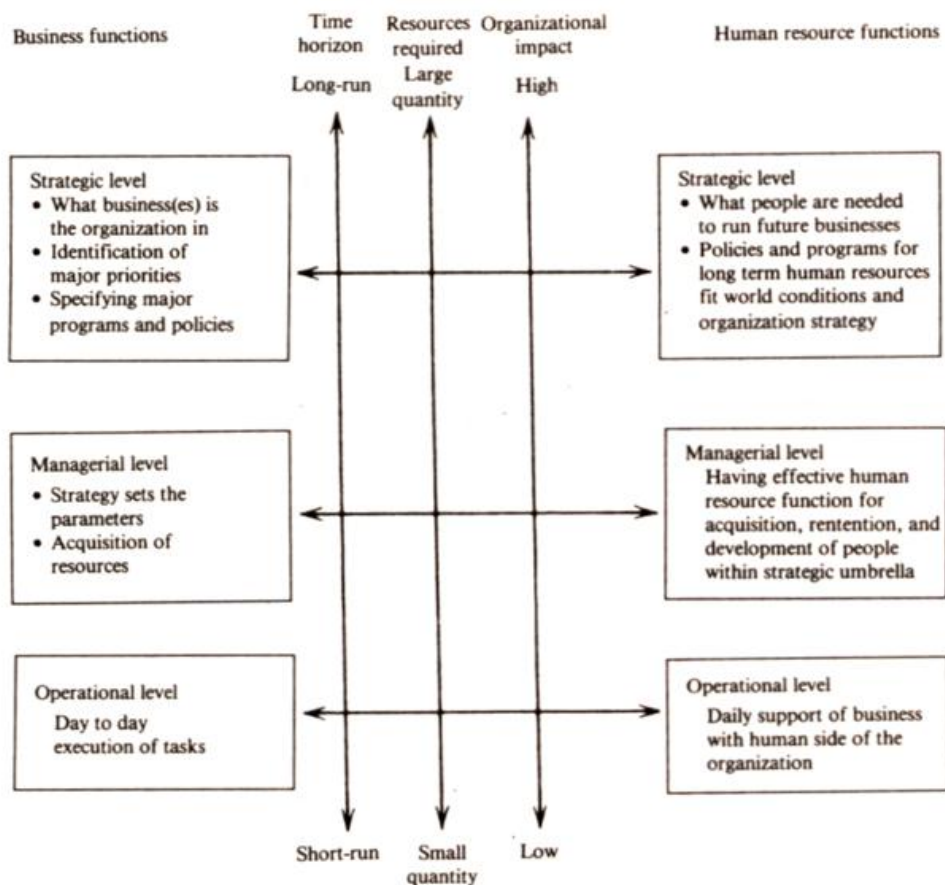 Business functions
Time
horizon
Long-run
Resources
required
Large
quantity
Organizational
impact
High
Human resource functions
Strategic level
• What business(es) is
the organization in
• Identification of
major priorities
• Specifying major
programs and policies
Strategic level
• What people are needed
to run future businesses
• Policies and programs for
long term human resources
fit world conditions and
organization strategy
Managerial level
• Strategy sets the
parameters
• Acquisition of
resources
Managerial level
Having effective human
resource function for
acquisition, rentention, and
development of people
within strategic umbrella
Operational level
Day to day
execution of tasks
Operational level
Daily support of business
with human side of the
organization
Short-run
Small
quantity
Low